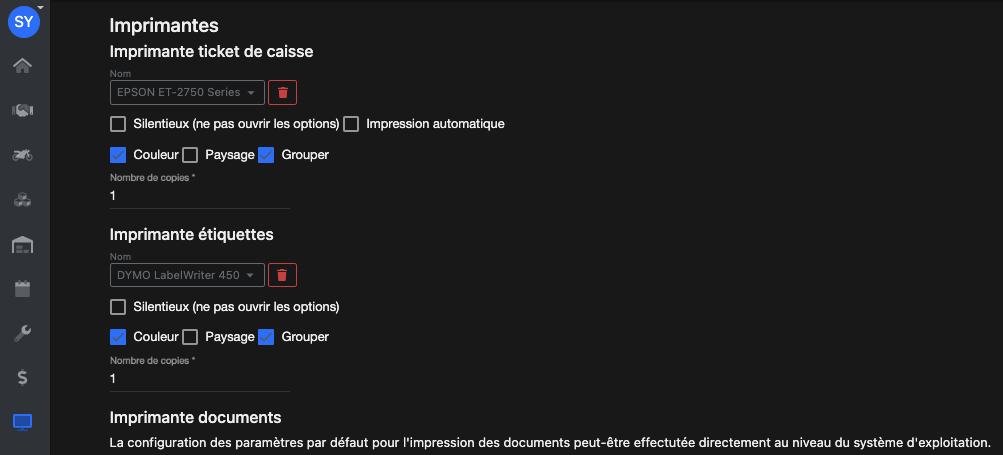 SY
Imprimantes
Imprimante ticket de caisse
Nom
EPSON ET-2750 Series
Silentieux (ne pas ouvrir les options) Impression automatique
Couleur Paysage Grouper
Nombre de copies *
1
Imprimante étiquettes
Nom
DYMO LabelWriter 450
Silentieux (ne pas ouvrir les options)
Couleur Paysage Grouper
Nombre de copies *
1
Imprimante documents
La configuration des paramètres par défaut pour l'impression des documents peut-être effectutée directement au niveau du système d'exploitation.